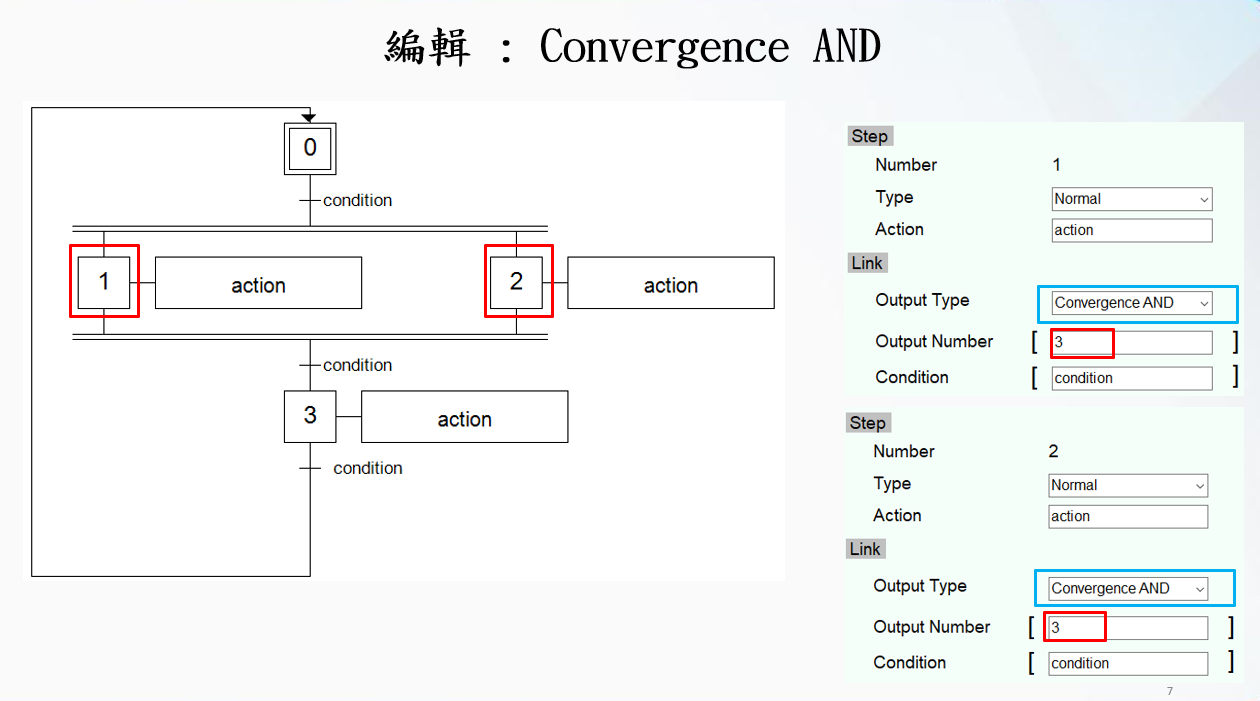 編輯 : Convergence AND
0
condition
1
action
2
action
condition
3
action
condition
Step
Number 1
Type Normal
Action action
Link
Output Type Convergence AND
Output Number [ 3 ]
Condition [ condition ]
Step
Number 2
Type Normal
Action action
Link
Output Type Convergence AND
Output Number [ 3 ]
Condition [ condition ]
7